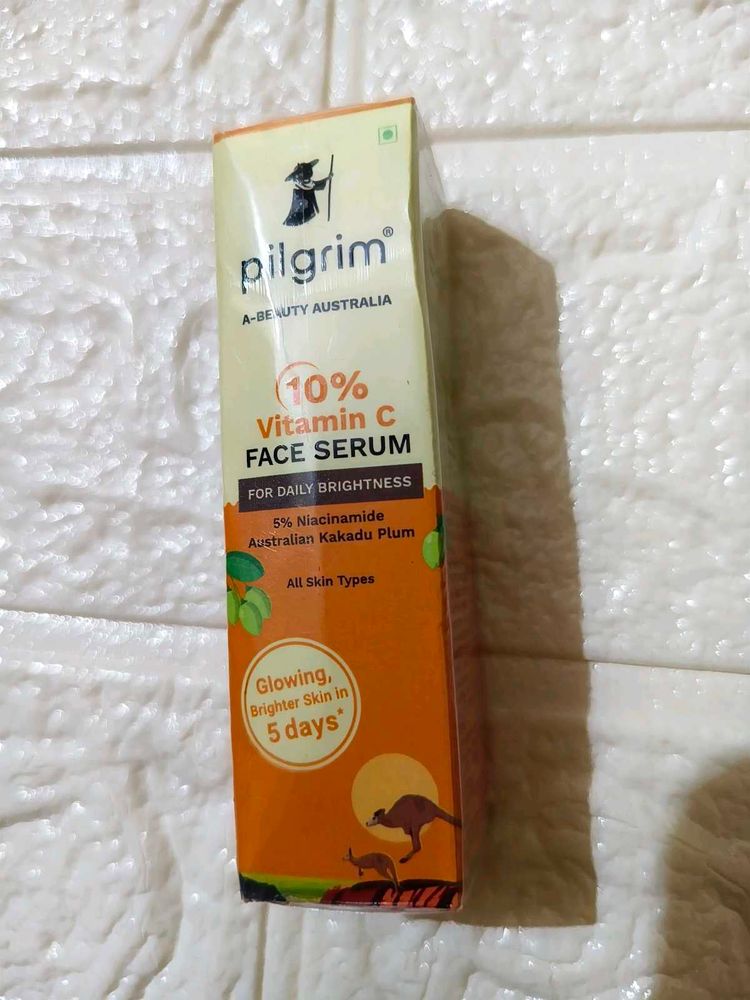 pilgrim®
A-BEAUTY AUSTRALIA
10%
Vitamin C
FACE SERUM
FOR DAILY BRIGHTNESS
5% Niacinamide
Australian Kakadu Plum
All Skin Types
Glowing,
Brighter Skin in
5 days*